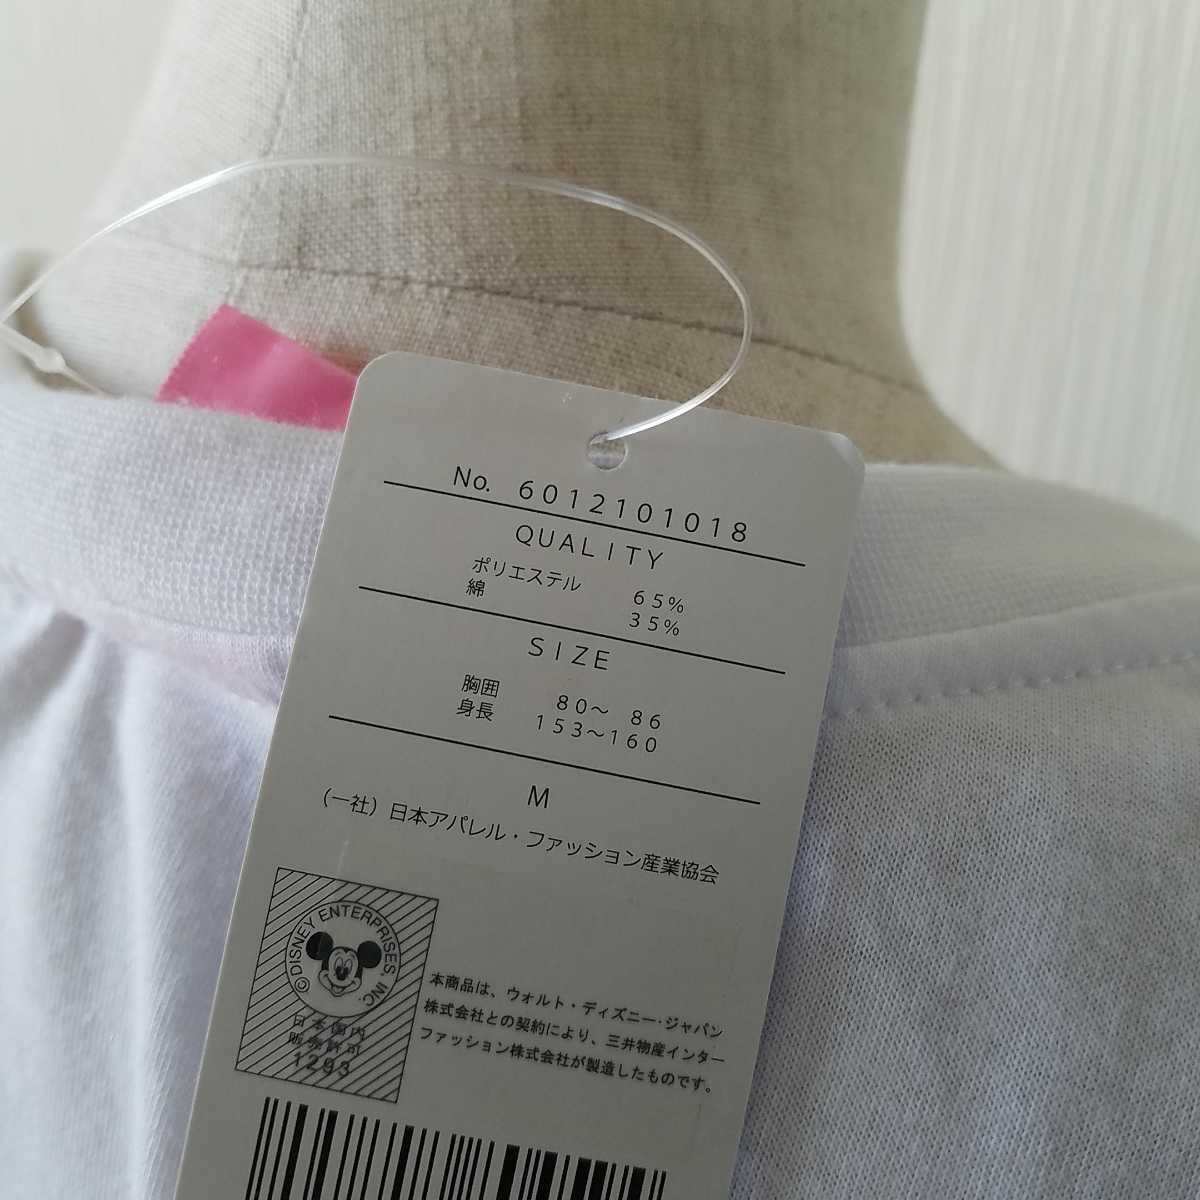 No. 6012101018
QUALITY
ポリエステル 65%
綿 35%
SIZE
胸囲 80～ 86
身長 153～160
M
（一社）日本アパレル・ファッション産業協会
©DISNEY ENTERPRISES, INC.
日本国内
販売許可
1293
本商品は、ウォルト・ディズニー・ジャパン
株式会社との契約により、三井物産インター
ファッション株式会社が製造したものです。